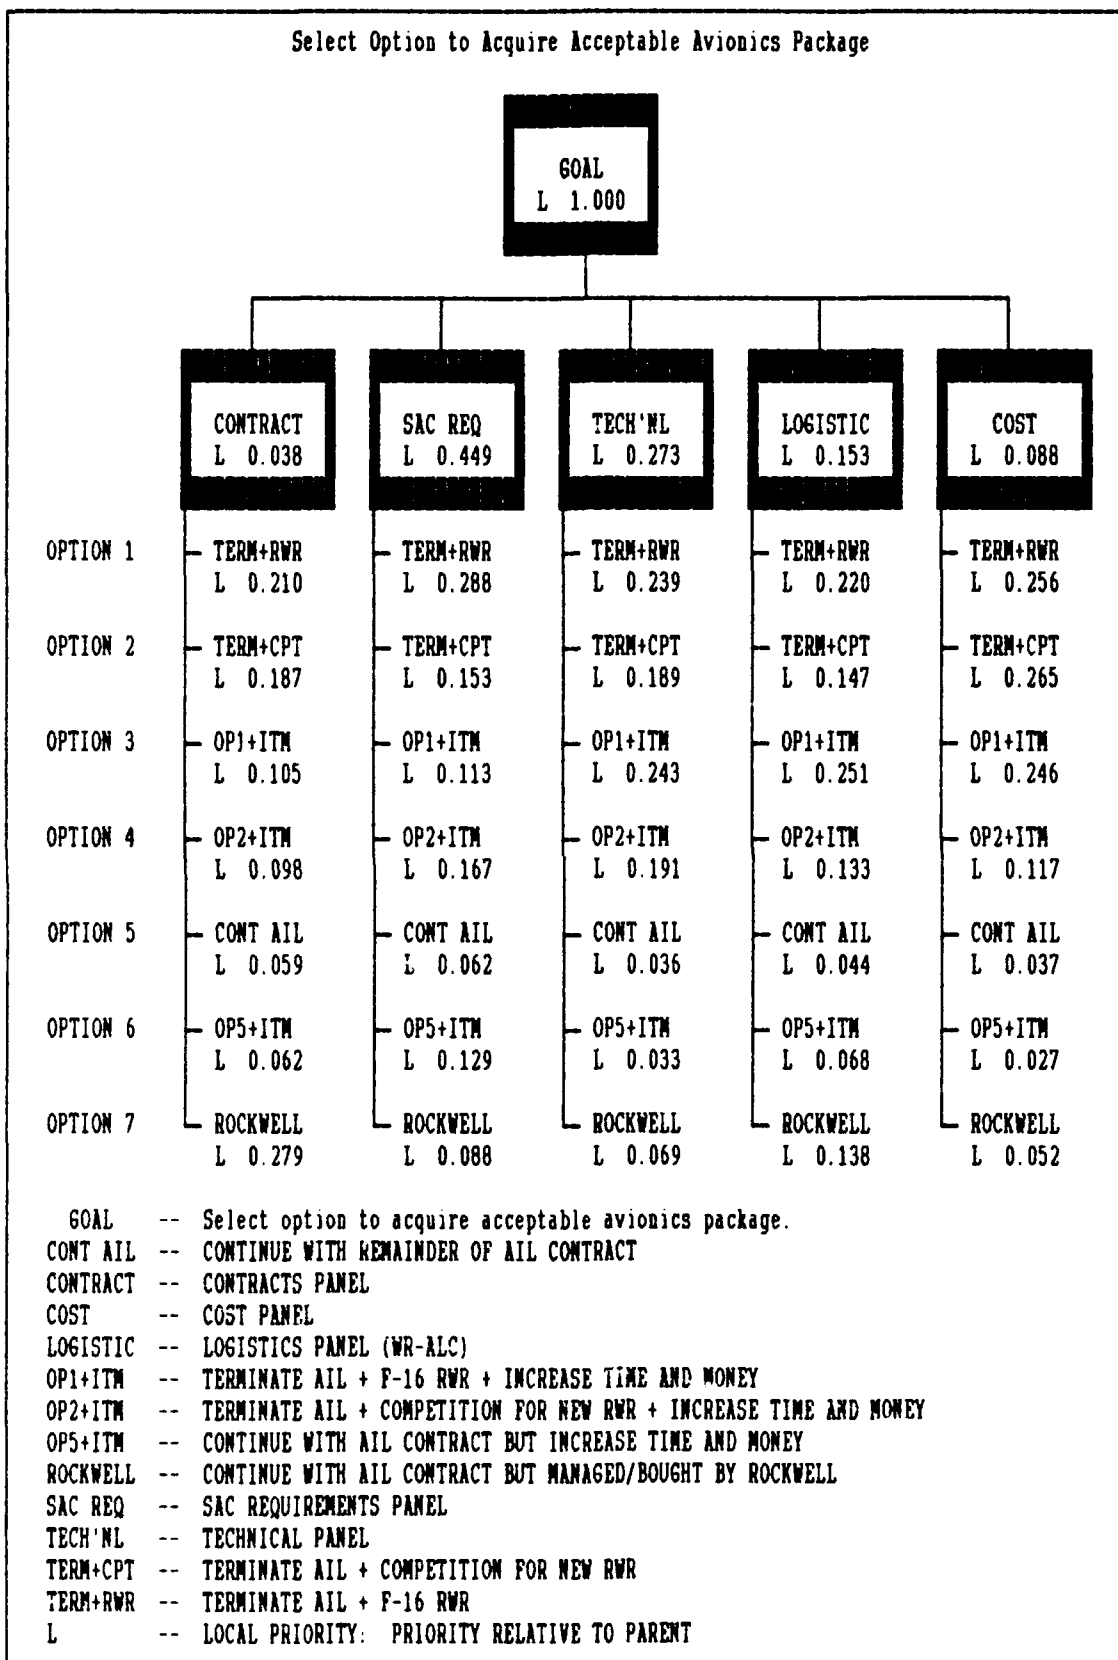 Select Option to Acquire Acceptable Avionics Package
GOAL
L 1.000
CONTRACT SAC REQ TECH'NL LOGISTIC COST
L 0.038 L 0.449 L 0.273 L 0.153 L 0.088
OPTION 1 TERM+RWR TERM+RWR TERM+RWR TERM+RWR TERM+RWR
L 0.210 L 0.288 L 0.239 L 0.220 L 0.256
OPTION 2 TERM+CPT TERM+CPT TERM+CPT TERM+CPT TERM+CPT
L 0.187 L 0.153 L 0.189 L 0.147 L 0.265
OPTION 3 OP1+ITM OP1+ITM OP1+ITM OP1+ITM OP1+ITM
L 0.105 L 0.113 L 0.243 L 0.251 L 0.246
OPTION 4 OP2+ITM OP2+ITM OP2+ITM OP2+ITM OP2+ITM
L 0.098 L 0.167 L 0.191 L 0.133 L 0.117
OPTION 5 CONT AIL CONT AIL CONT AIL CONT AIL CONT AIL
L 0.059 L 0.062 L 0.036 L 0.044 L 0.037
OPTION 6 OP5+ITM OP5+ITM OP5+ITM OP5+ITM OP5+ITM
L 0.062 L 0.129 L 0.033 L 0.068 L 0.027
OPTION 7 ROCKWELL ROCKWELL ROCKWELL ROCKWELL ROCKWELL
L 0.279 L 0.088 L 0.069 L 0.138 L 0.052
GOAL -- Select option to acquire acceptable avionics package.
CONT AIL -- CONTINUE WITH REMAINDER OF AIL CONTRACT
CONTRACT -- CONTRACTS PANEL
COST -- COST PANEL
LOGISTIC -- LOGISTICS PANEL (WR-ALC)
OP1+ITM -- TERMINATE AIL + F-16 RWR + INCREASE TIME AND MONEY
OP2+ITM -- TERMINATE AIL + COMPETITION FOR NEW RWR + INCREASE TIME AND MONEY
OP5+ITM -- CONTINUE WITH AIL CONTRACT BUT INCREASE TIME AND MONEY
ROCKWELL -- CONTINUE WITH AIL CONTRACT BUT MANAGED/BOUGHT BY ROCKWELL
SAC REQ -- SAC REQUIREMENTS PANEL
TECH'NL -- TECHNICAL PANEL
TERM+CPT -- TERMINATE AIL + COMPETITION FOR NEW RWR
TERM+RWR -- TERMINATE AIL + F-16 RWR
L -- LOCAL PRIORITY: PRIORITY RELATIVE TO PARENT